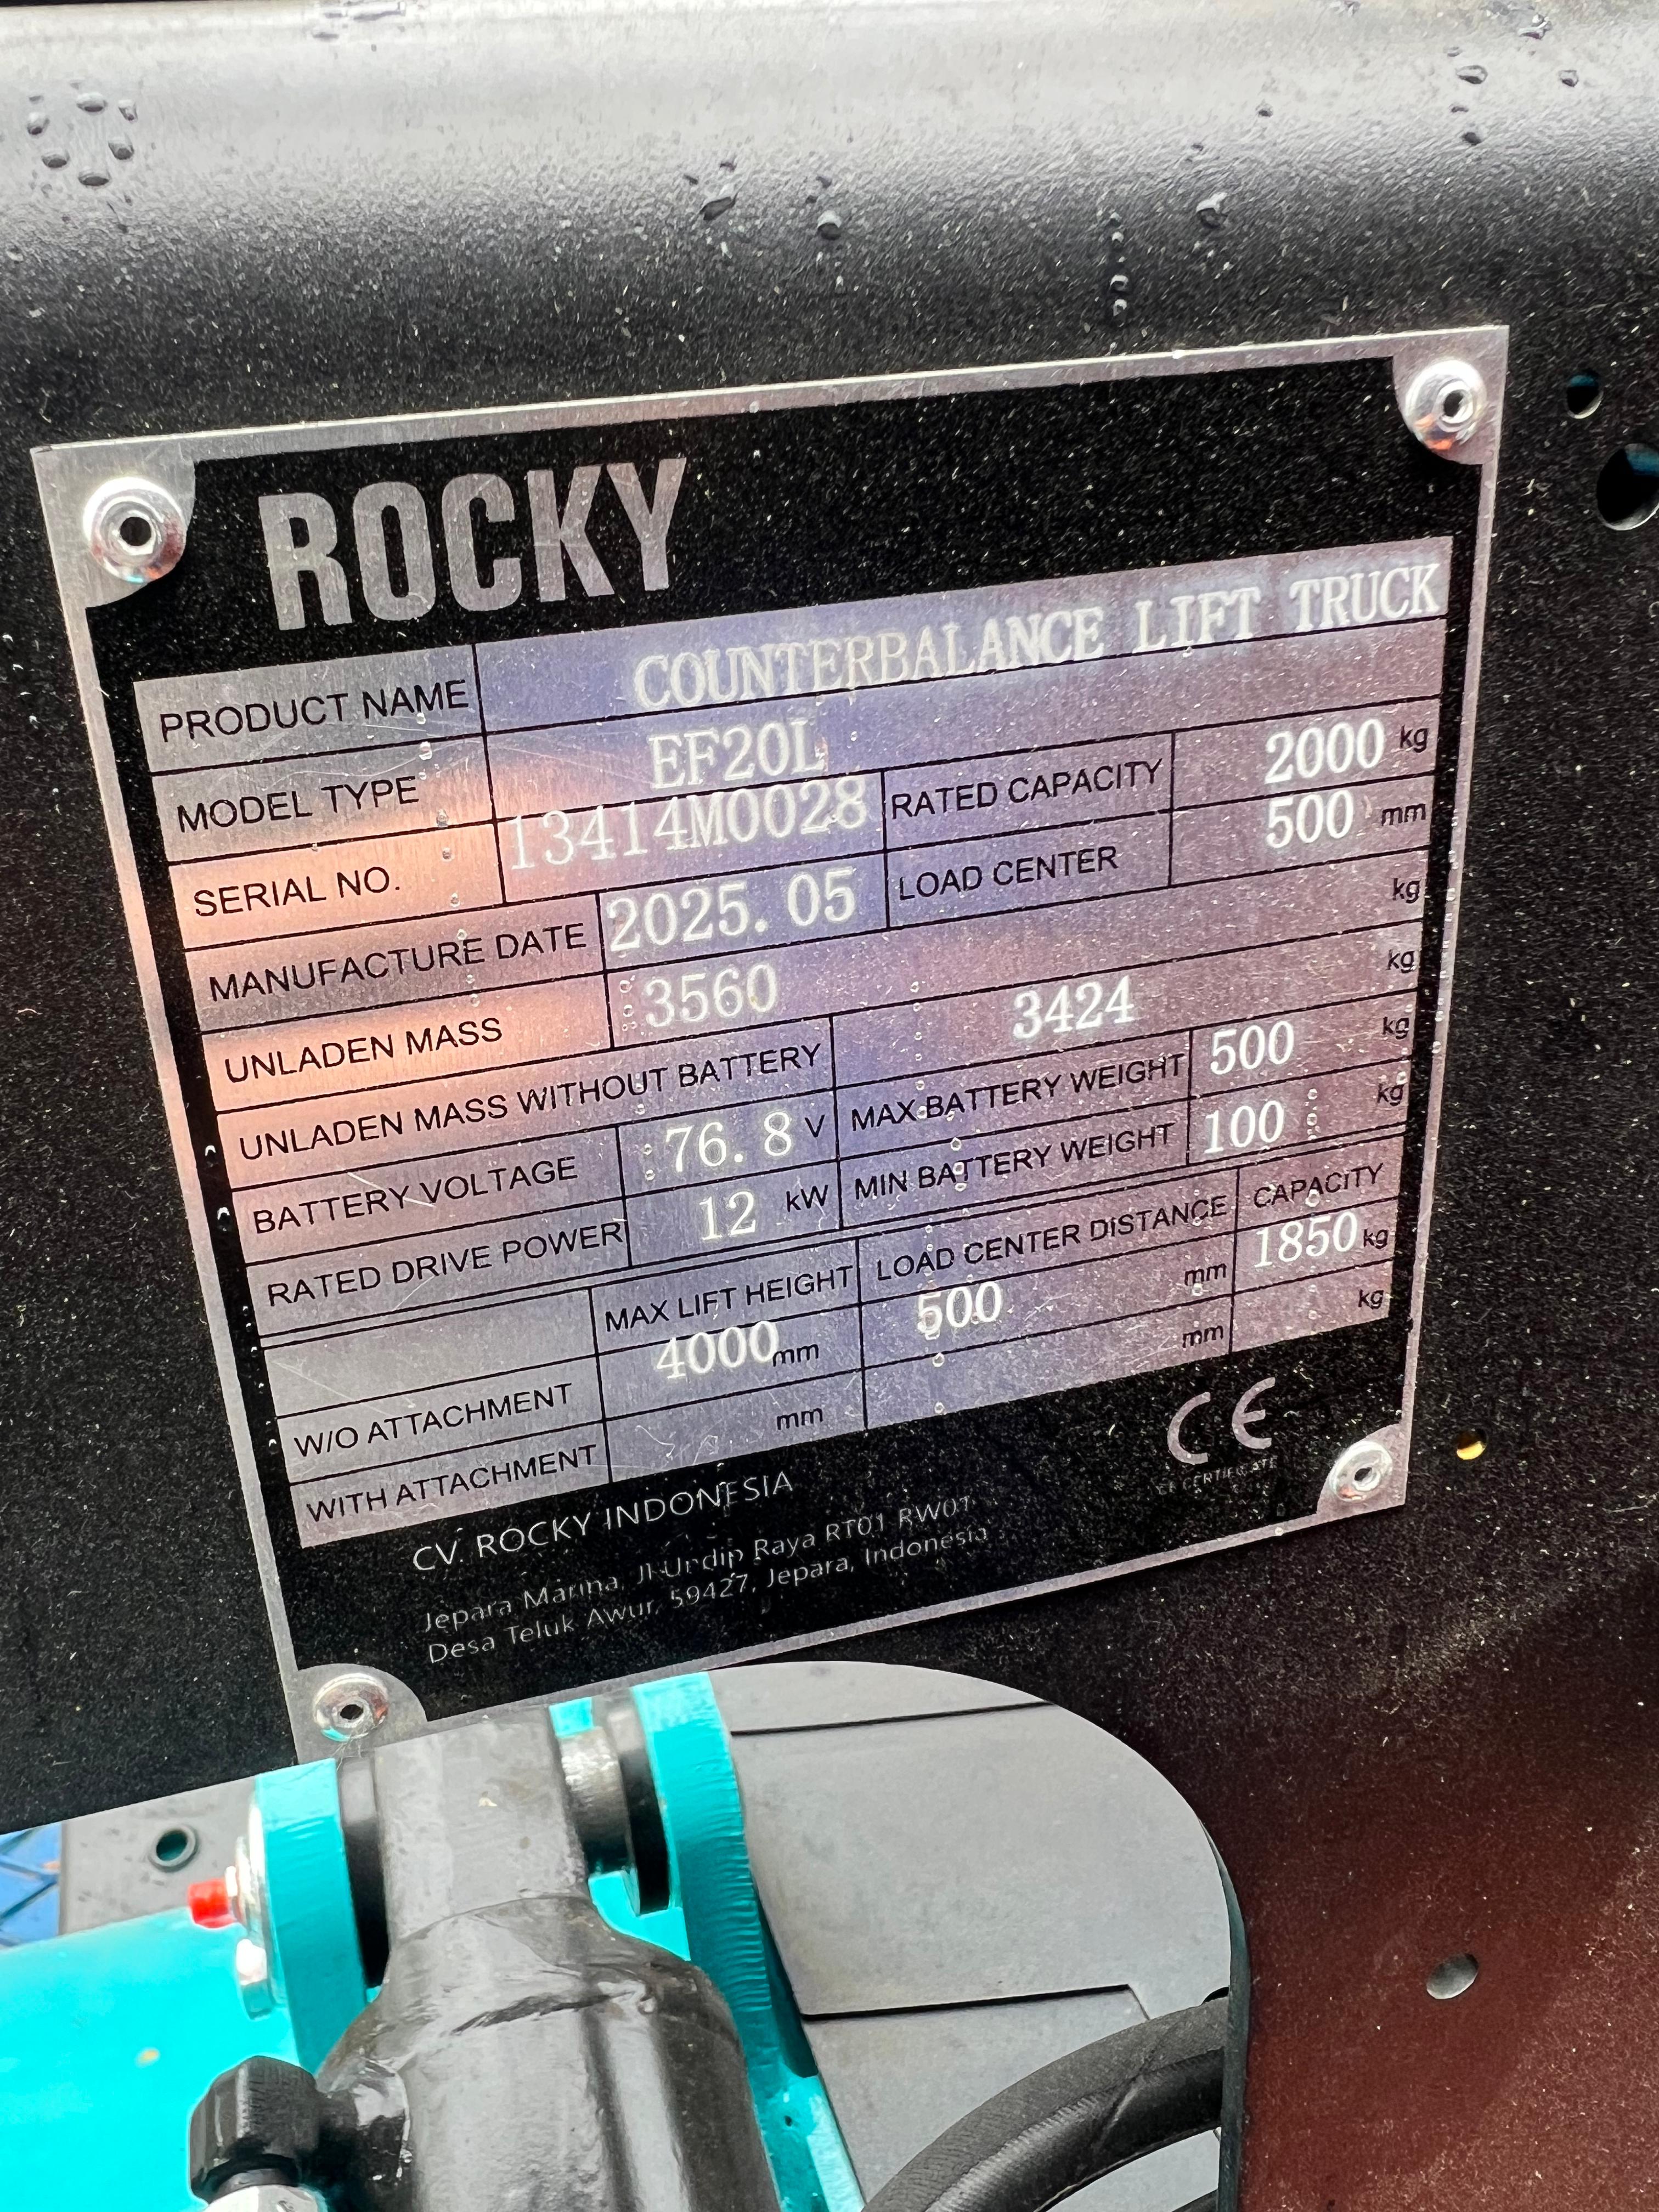 ROCKY
PRODUCT NAME COUNTERBALANCE LIFT TRUCK
MODEL TYPE EF20L
SERIAL NO. 13414M0028 RATED CAPACITY 2000 kg
MANUFACTURE DATE 2025.05 LOAD CENTER 500 mm
UNLADEN MASS 3560 kg
UNLADEN MASS WITHOUT BATTERY 3424 kg
BATTERY VOLTAGE 76.8 V MAX BATTERY WEIGHT 500 kg
RATED DRIVE POWER 12 kW MIN BATTERY WEIGHT 100 kg
MAX LIFT HEIGHT LOAD CENTER DISTANCE CAPACITY
W/O ATTACHMENT 4000 mm 500 mm 1850 kg
WITH ATTACHMENT mm mm kg
CE
CERTIFICATE
CV. ROCKY INDONESIA
Jepara Marina, Jl Undip Raya RT01 RW01
Desa Teluk Awur, 59427, Jepara, Indonesia